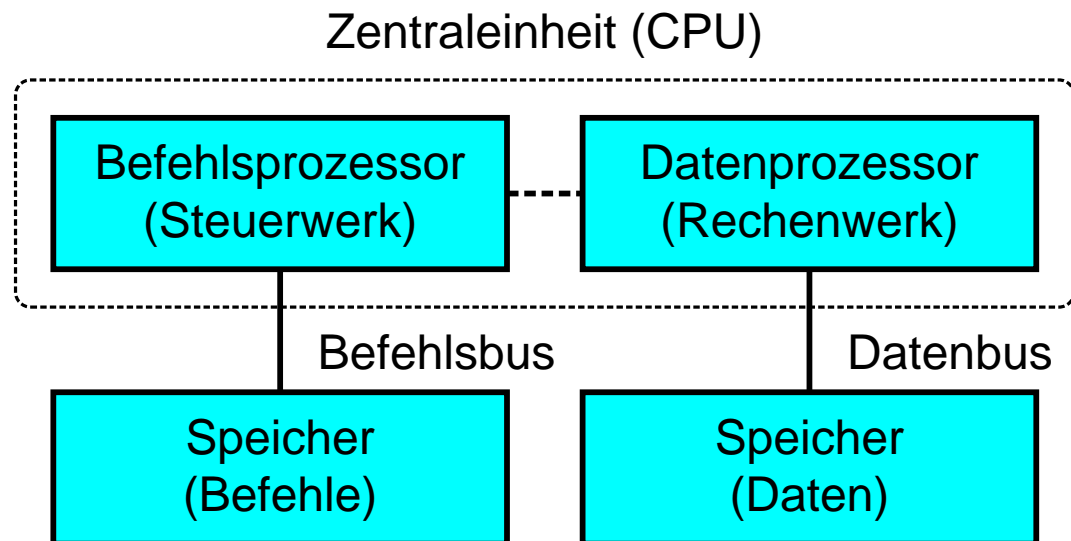 Zentraleinheit (CPU)
Befehlsprozessor
(Steuerwerk)
Datenprozessor
(Rechenwerk)
Befehlsbus
Datenbus
Speicher
(Befehle)
Speicher
(Daten)